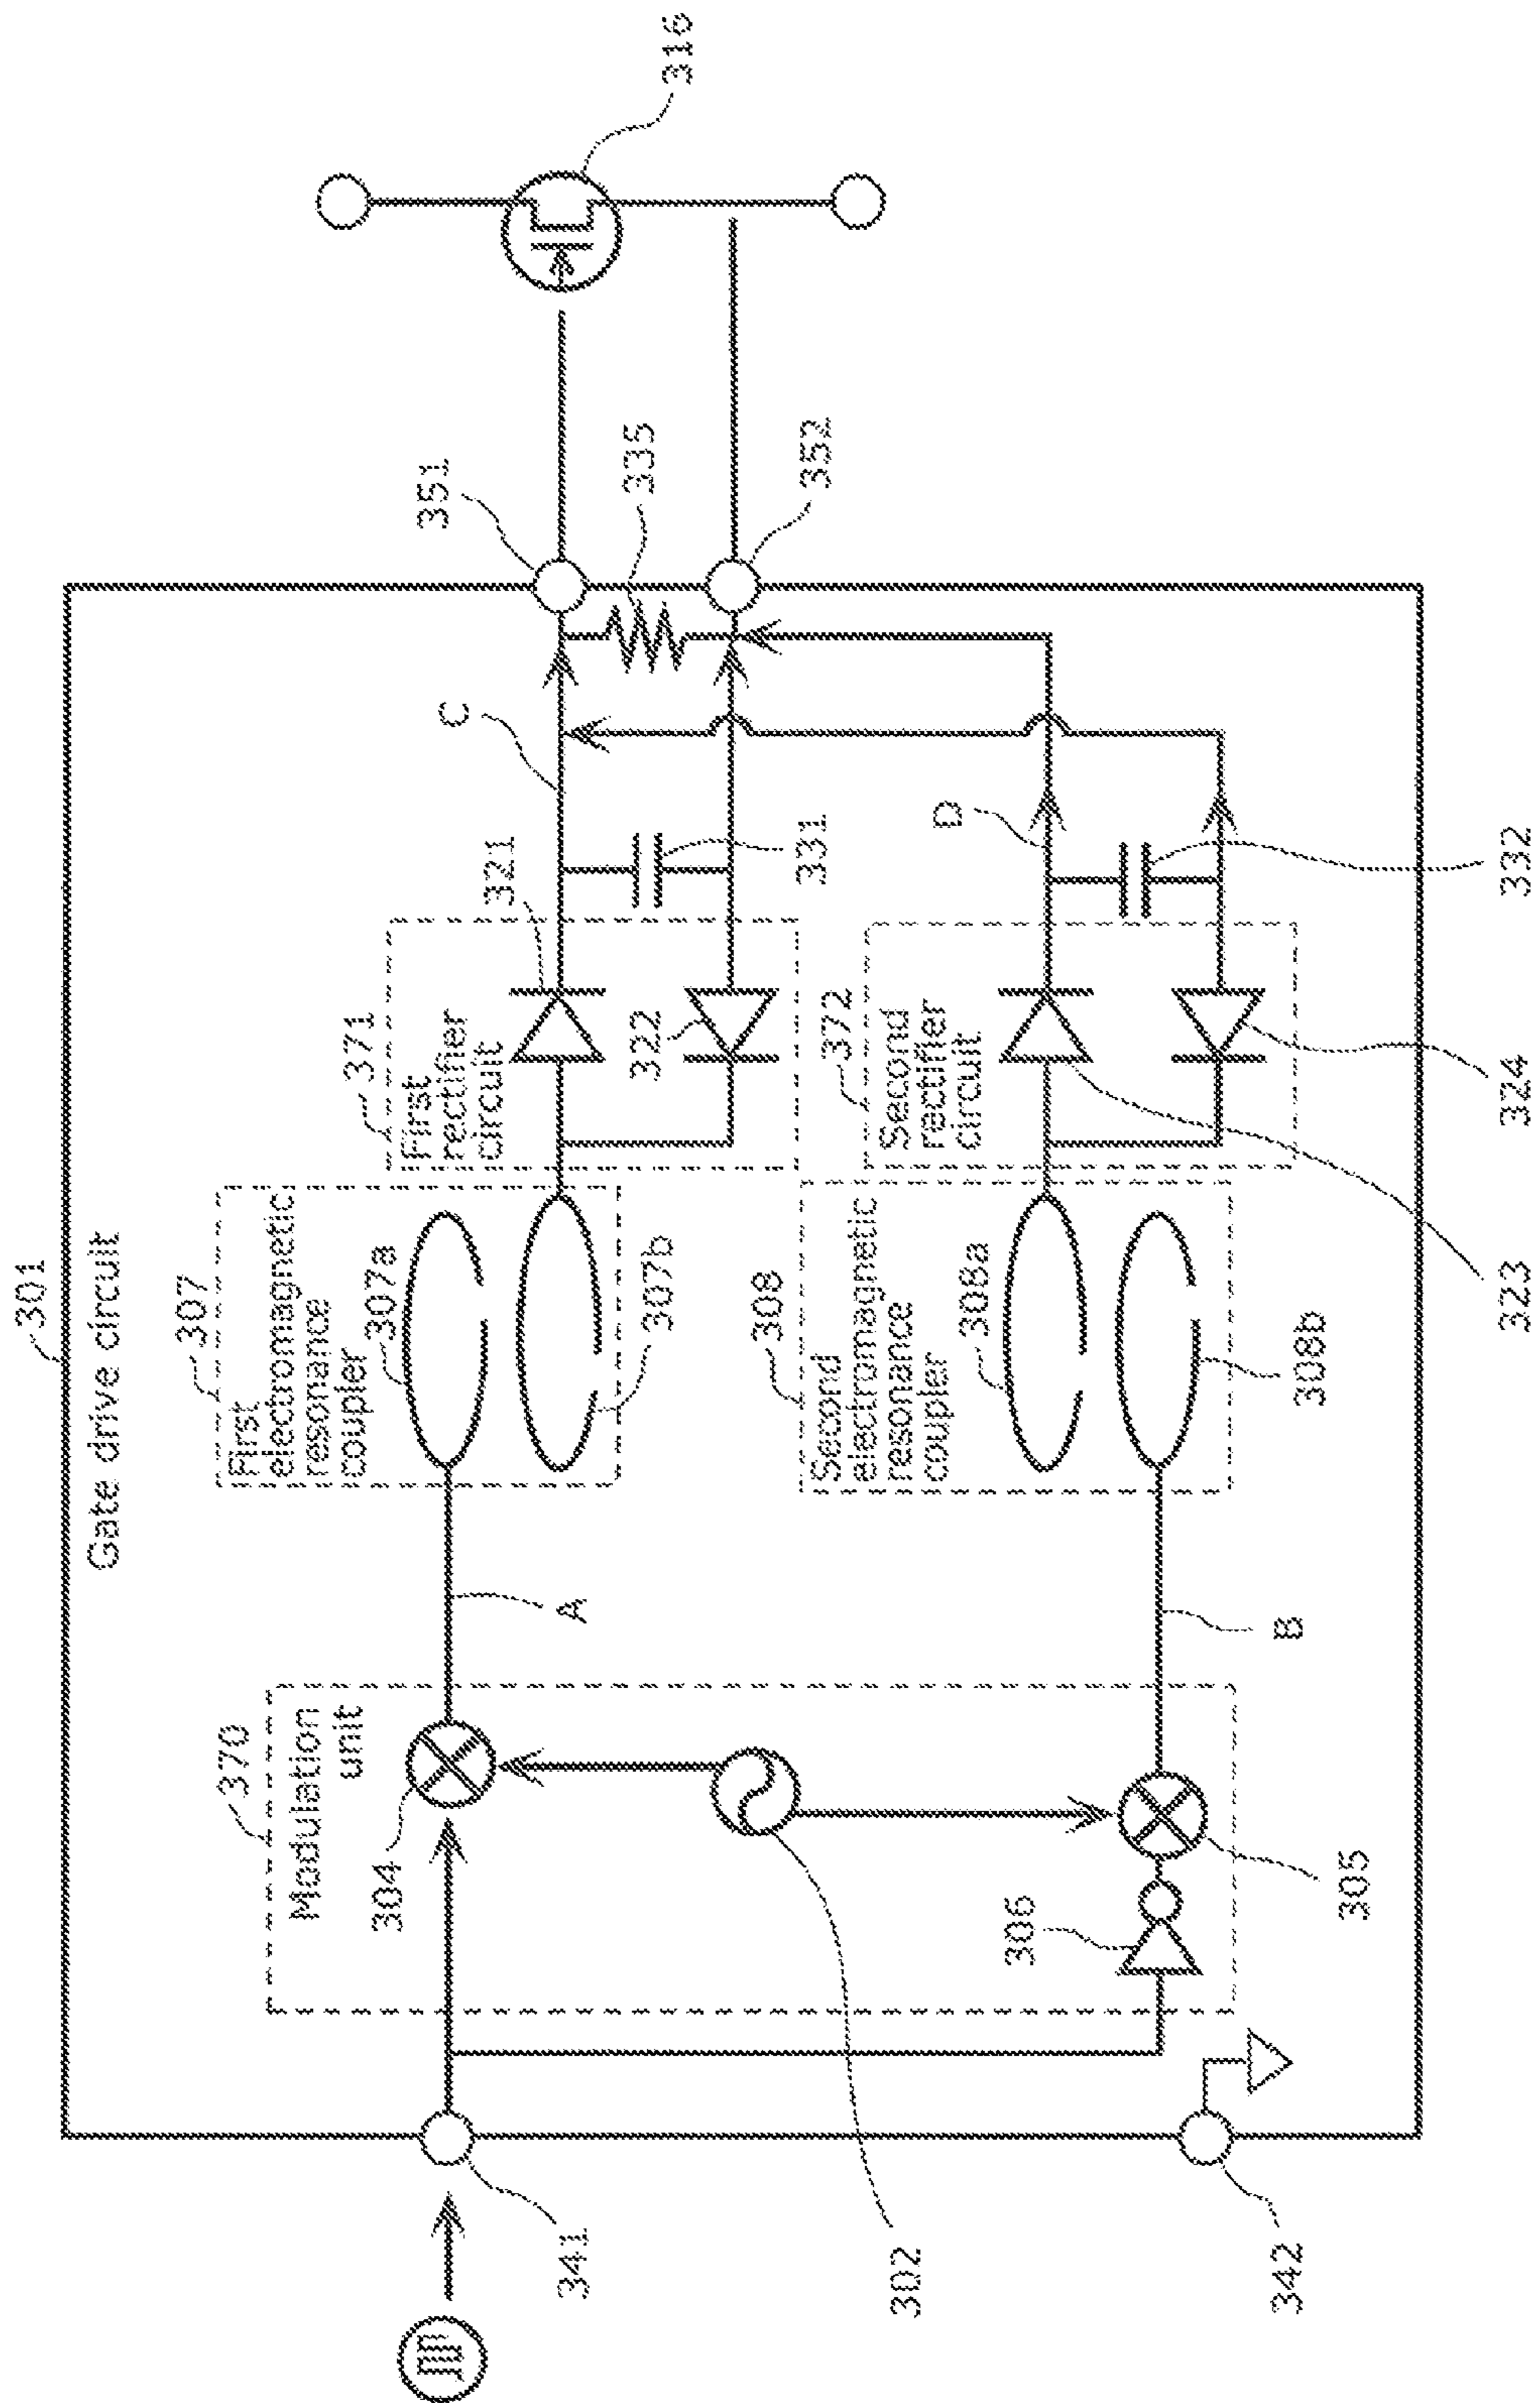 301
Gate drive circuit
370
Modulation
unit
304
302
306
305
A
B
307
First
electromagnetic
resonance
coupler
307a
307b
308
Second
electromagnetic
resonance
coupler
308a
308b
371
First
rectifier
circuit
321
322
372
Second
rectifier
circuit
323
324
331
332
C
D
335
351
352
316
341
342